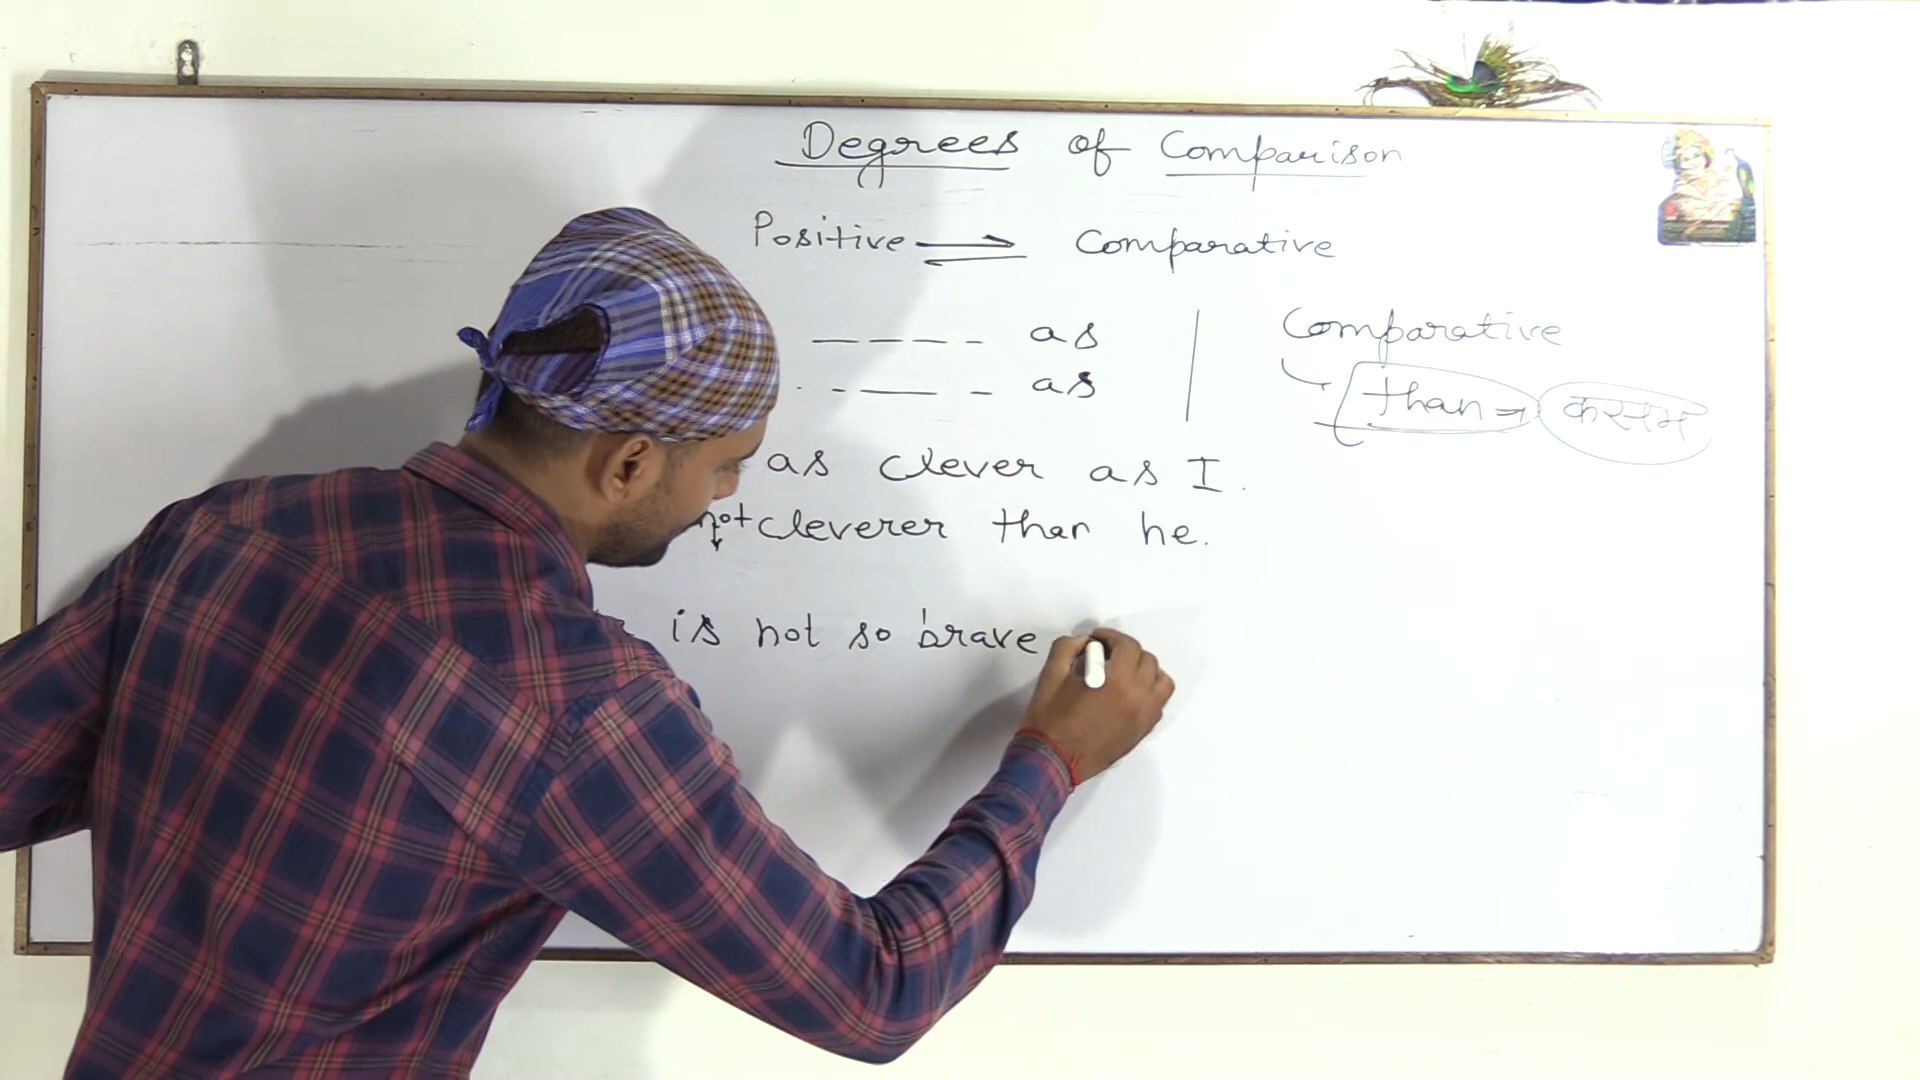 Degrees of Comparison
Positive ⇌ Comparative
---- as
---- as
Comparative
than → कसम
as clever as I.
not cleverer than he.
is not so brave